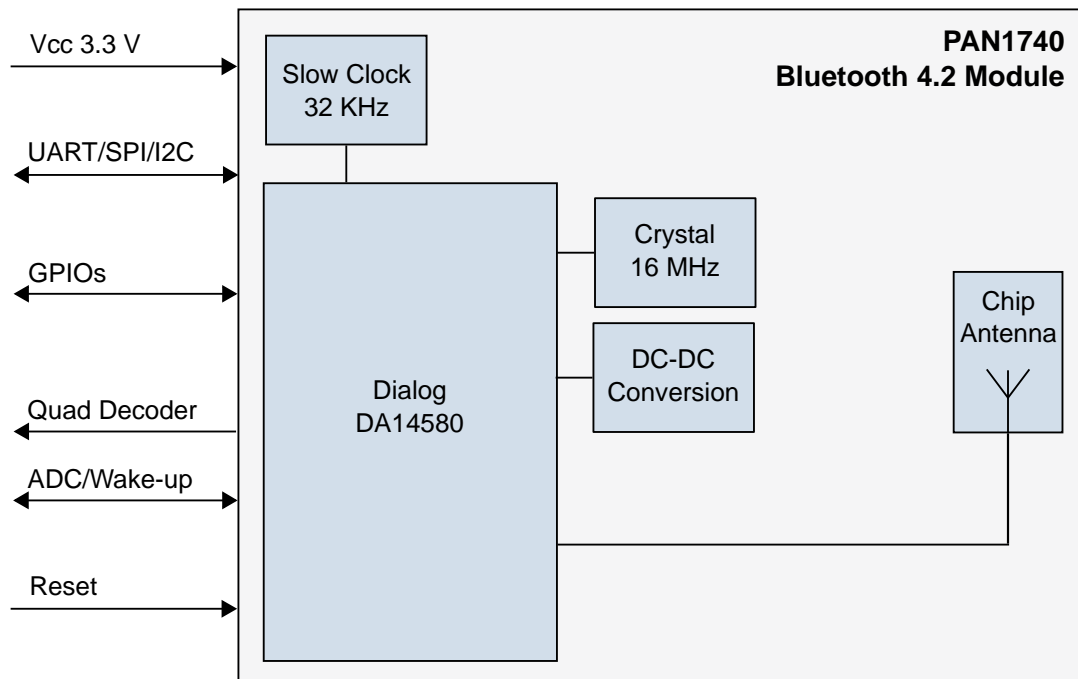 Vcc 3.3 V
UART/SPI/I2C
GPIOs
Quad Decoder
ADC/Wake-up
Reset
PAN1740
Bluetooth 4.2 Module
Slow Clock
32 KHz
Crystal
16 MHz
DC-DC
Conversion
Dialog
DA14580
Chip
Antenna